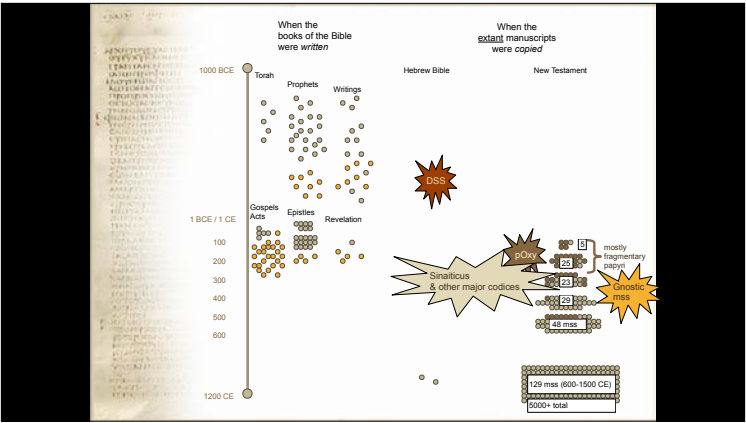 When the
books of the Bible
were written
When the
extant manuscripts
were copied
1000 BCE
Torah
Prophets
Writings
Hebrew Bible
New Testament
DSS
1 BCE / 1 CE
Gospels
Acts
Epistles
Revelation
100
200
300
400
500
600
pOxy
5
25
23
29
48 mss
mostly
fragmentary
papyri
Sinaiticus
& other major codices
Gnostic
mss
129 mss (600-1500 CE)
5000+ total
1200 CE